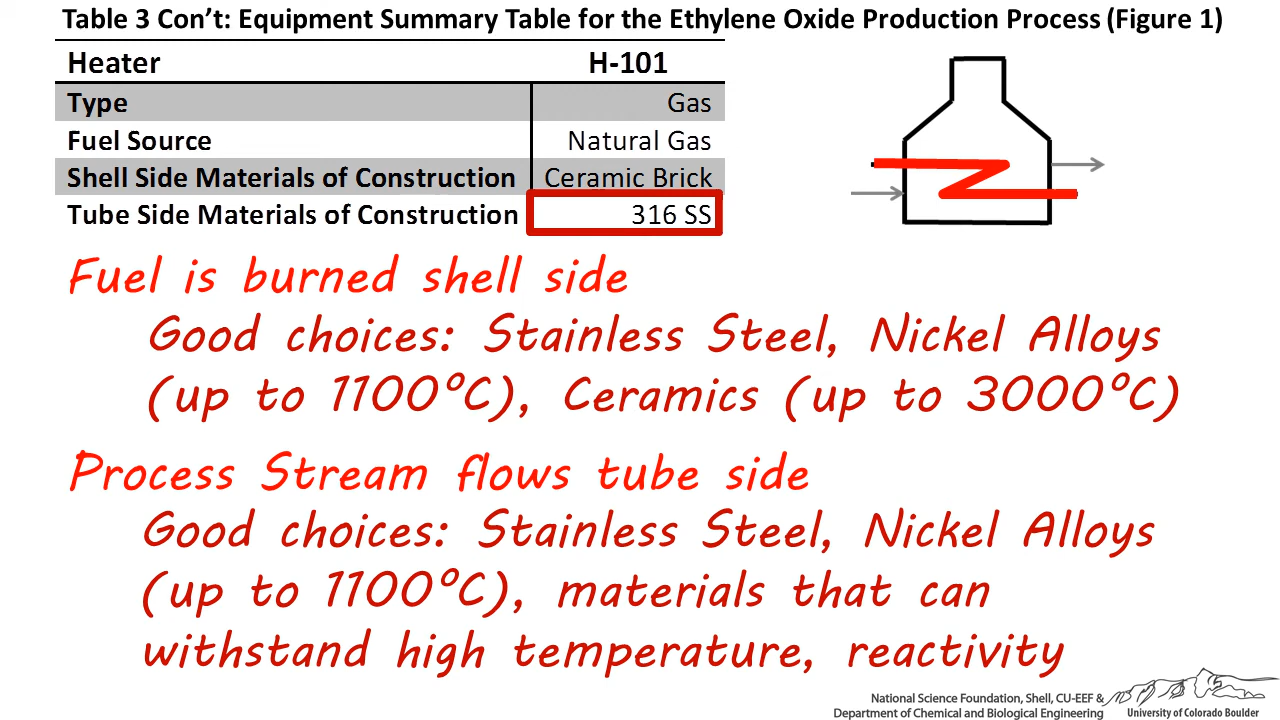 Table 3 Con’t: Equipment Summary Table for the Ethylene Oxide Production Process (Figure 1)
Heater H-101
Type Gas
Fuel Source Natural Gas
Shell Side Materials of Construction Ceramic Brick
Tube Side Materials of Construction 316 SS
Fuel is burned shell side
Good choices: Stainless Steel, Nickel Alloys
(up to 1100°C), Ceramics (up to 3000°C)
Process Stream flows tube side
Good choices: Stainless Steel, Nickel Alloys
(up to 1100°C), materials that can
withstand high temperature, reactivity
National Science Foundation, Shell, CU-EEF &
Department of Chemical and Biological Engineering
University of Colorado Boulder